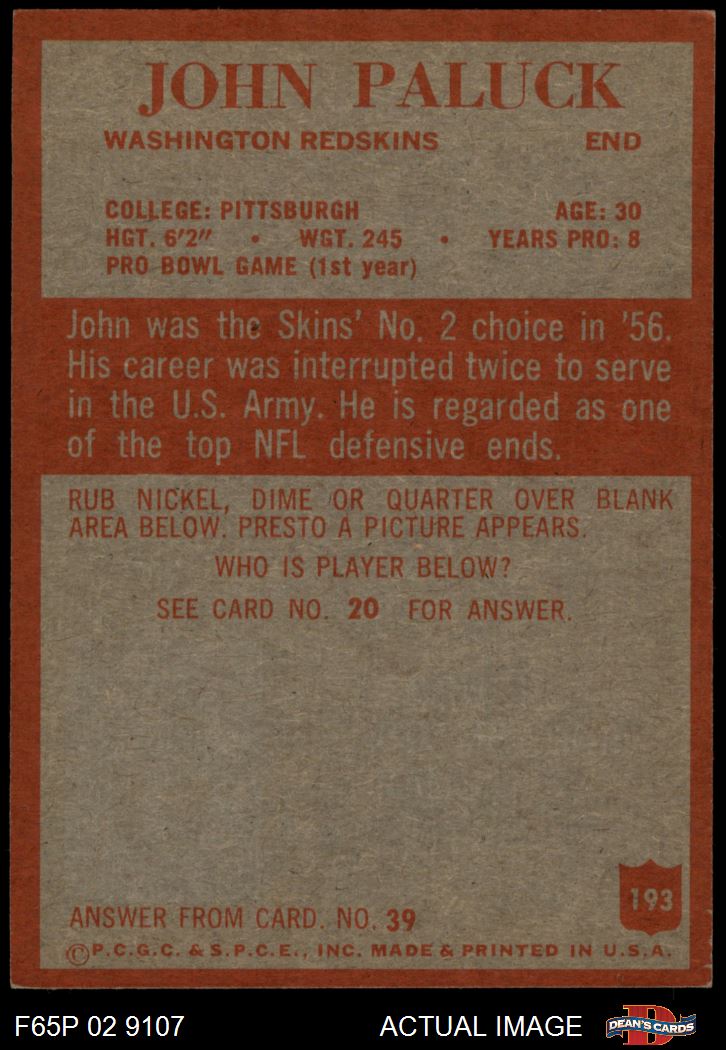 JOHN PALUCK
WASHINGTON REDSKINS END
COLLEGE: PITTSBURGH AGE: 30
HGT. 6'2" • WGT. 245 • YEARS PRO: 8
PRO BOWL GAME (1st year)
John was the Skins' No. 2 choice in '56.
His career was interrupted twice to serve
in the U.S. Army. He is regarded as one
of the top NFL defensive ends.
RUB NICKEL, DIME OR QUARTER OVER BLANK
AREA BELOW. PRESTO A PICTURE APPEARS.
WHO IS PLAYER BELOW?
SEE CARD NO. 20 FOR ANSWER.
193
ANSWER FROM CARD. NO. 39
©P.C.G.C. & S.P.C.E., INC. MADE & PRINTED IN U.S.A.
F65P 02 9107 ACTUAL IMAGE
D
DEAN'S CARDS